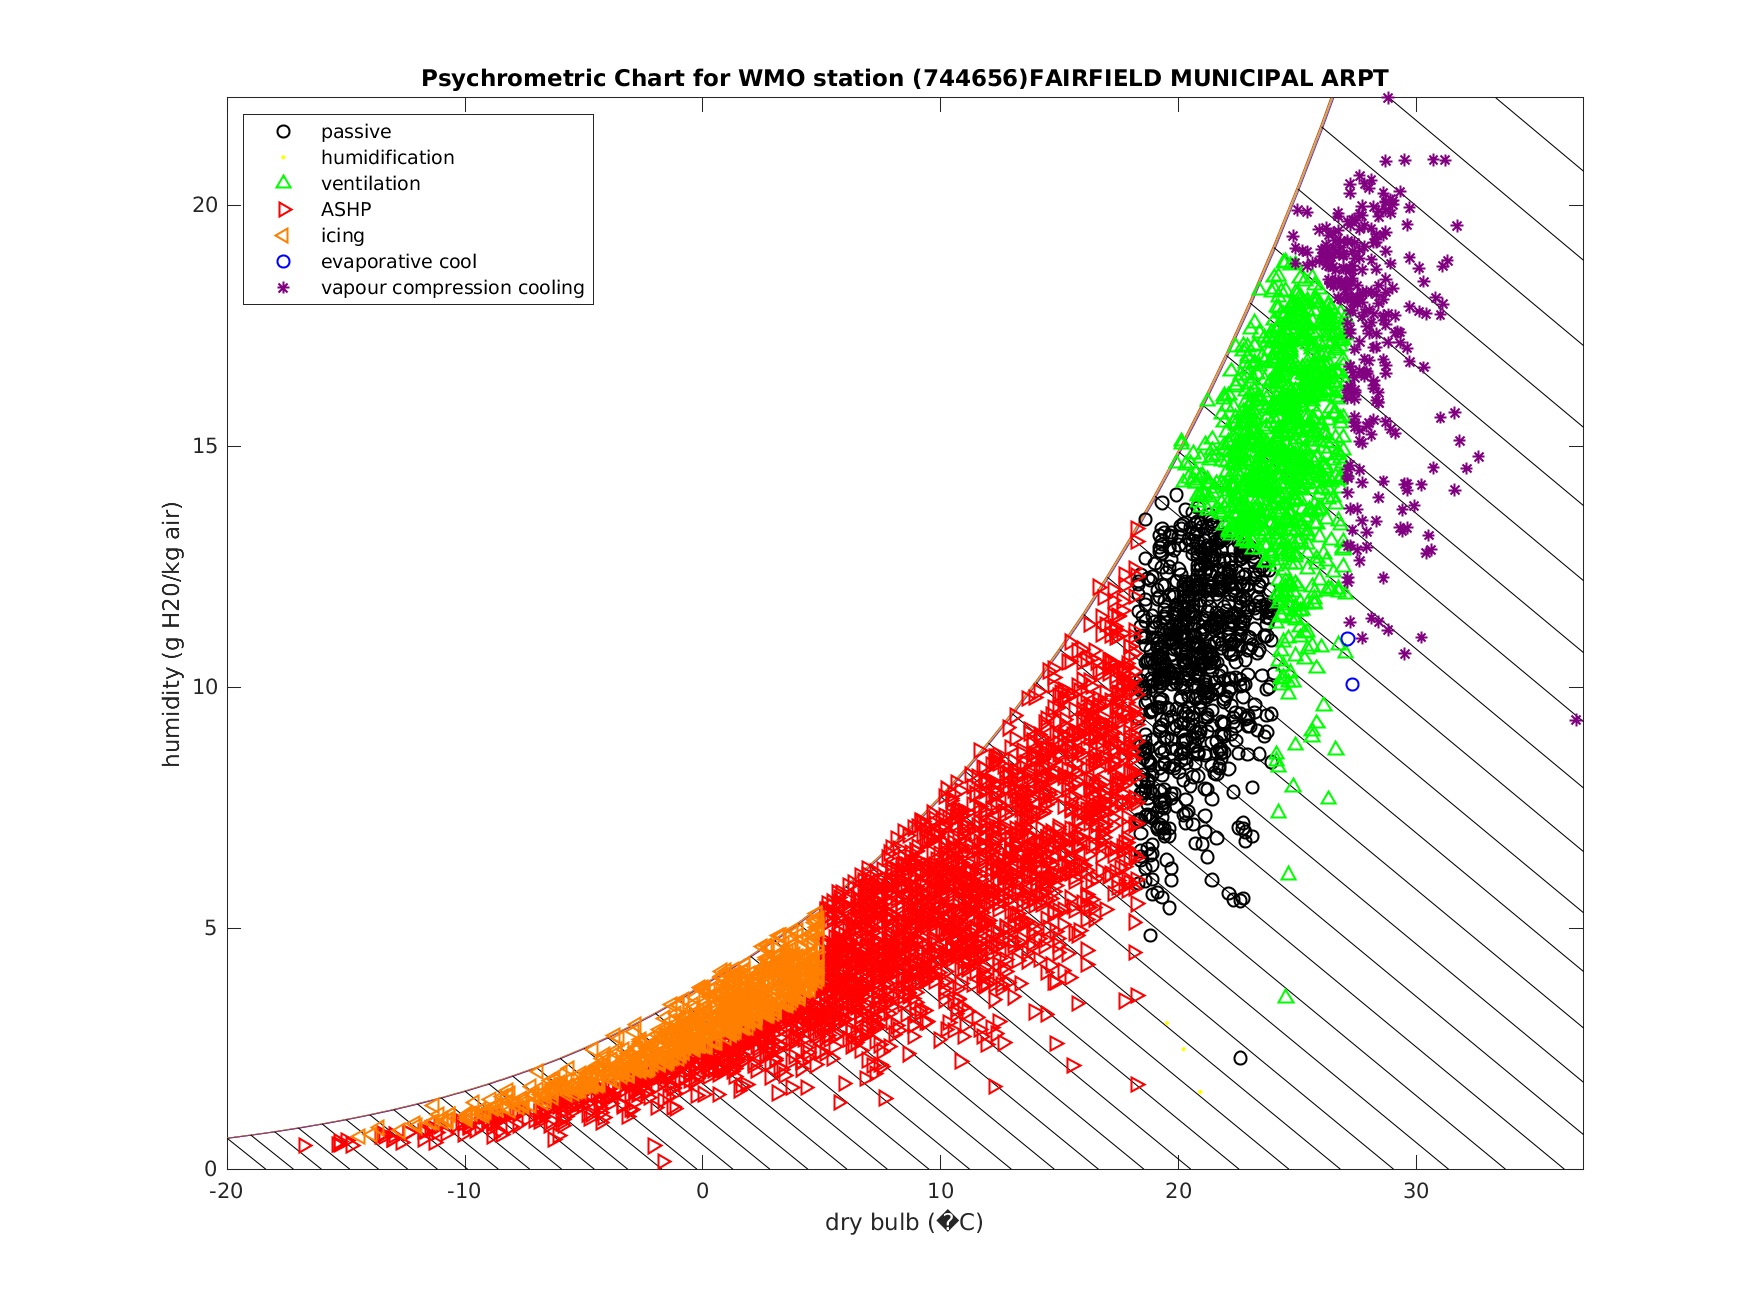 Psychrometric Chart for WMO station (744656)FAIRFIELD MUNICIPAL ARPT
passive
humidification
ventilation
ASHP
icing
evaporative cool
vapour compression cooling
humidity (g H20/kg air)
20
15
10
5
0
-20
-10
0
10
20
30
dry bulb (�C)